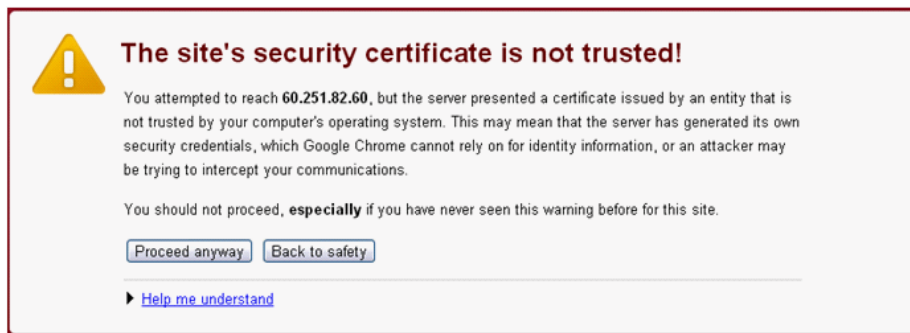 The site's security certificate is not trusted!
You attempted to reach 60.251.82.60, but the server presented a certificate issued by an entity that is
not trusted by your computer's operating system. This may mean that the server has generated its own
security credentials, which Google Chrome cannot rely on for identity information, or an attacker may
be trying to intercept your communications.
You should not proceed, especially if you have never seen this warning before for this site.
Proceed anyway Back to safety
Help me understand